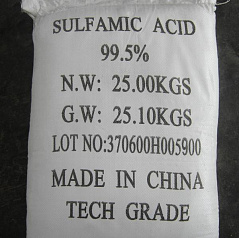 SULFAMIC ACID
99.5%
N.W: 25.00KGS
G.W: 25.10KGS
LOT NO:370600H005900
MADE IN CHINA
TECH GRADE